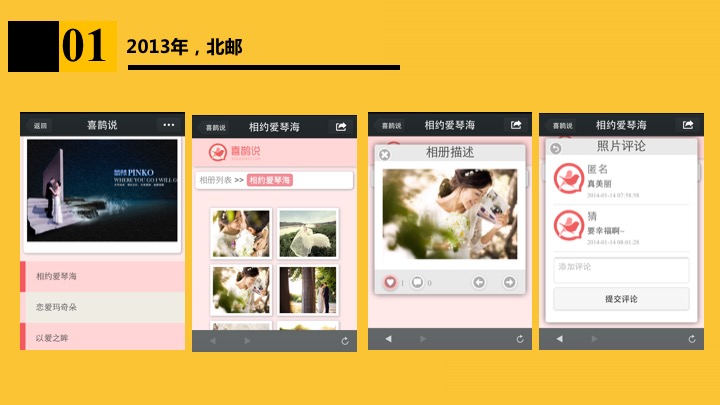 01
2013年，北邮
返回
喜鹊说
PINKO
WHERE YOU I WILL GO
相约爱琴海
恋爱玛奇朵
以爱之眸
喜鹊说
相约爱琴海
喜鹊说
相册列表 >> 相约爱琴海
喜鹊说
相约爱琴海
相册描述
1
0
喜鹊说
相约爱琴海
照片评论
匿名
真美丽
2014-01-14 07:58:59
猜
要幸福啊~
2014-01-14 08:01:28
添加评论
提交评论